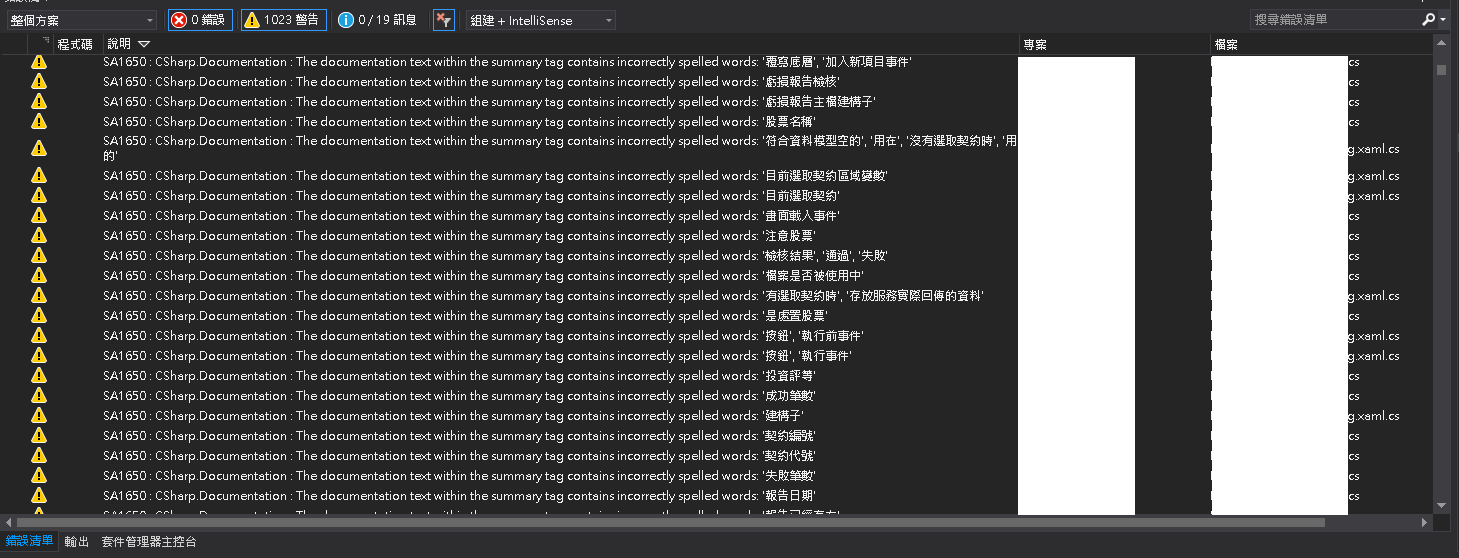 整個方案 0 錯誤 1023 警告 0 / 19 訊息 組建 + IntelliSense 搜尋錯誤清單
程式碼 說明 專案 檔案
SA1650 : CSharp.Documentation : The documentation text within the summary tag contains incorrectly spelled words: '覆寫底層', '加入新項目事件' cs
SA1650 : CSharp.Documentation : The documentation text within the summary tag contains incorrectly spelled words: '虧損報告檢核' cs
SA1650 : CSharp.Documentation : The documentation text within the summary tag contains incorrectly spelled words: '虧損報告主檔建構子' cs
SA1650 : CSharp.Documentation : The documentation text within the summary tag contains incorrectly spelled words: '股票名稱' cs
SA1650 : CSharp.Documentation : The documentation text within the summary tag contains incorrectly spelled words: '符合資料模型空的', '用在', '沒有選取契約時', '用
的' g.xaml.cs
SA1650 : CSharp.Documentation : The documentation text within the summary tag contains incorrectly spelled words: '目前選取契約區域變數' g.xaml.cs
SA1650 : CSharp.Documentation : The documentation text within the summary tag contains incorrectly spelled words: '目前選取契約' g.xaml.cs
SA1650 : CSharp.Documentation : The documentation text within the summary tag contains incorrectly spelled words: '畫面載入事件' cs
SA1650 : CSharp.Documentation : The documentation text within the summary tag contains incorrectly spelled words: '注意股票' cs
SA1650 : CSharp.Documentation : The documentation text within the summary tag contains incorrectly spelled words: '檢核結果', '通過', '失敗' cs
SA1650 : CSharp.Documentation : The documentation text within the summary tag contains incorrectly spelled words: '檔案是否被使用中' cs
SA1650 : CSharp.Documentation : The documentation text within the summary tag contains incorrectly spelled words: '有選取契約時', '存放服務實際回傳的資料' g.xaml.cs
SA1650 : CSharp.Documentation : The documentation text within the summary tag contains incorrectly spelled words: '是處置股票' cs
SA1650 : CSharp.Documentation : The documentation text within the summary tag contains incorrectly spelled words: '按鈕', '執行前事件' g.xaml.cs
SA1650 : CSharp.Documentation : The documentation text within the summary tag contains incorrectly spelled words: '按鈕', '執行事件' g.xaml.cs
SA1650 : CSharp.Documentation : The documentation text within the summary tag contains incorrectly spelled words: '投資評等' cs
SA1650 : CSharp.Documentation : The documentation text within the summary tag contains incorrectly spelled words: '成功筆數' cs
SA1650 : CSharp.Documentation : The documentation text within the summary tag contains incorrectly spelled words: '建構子' g.xaml.cs
SA1650 : CSharp.Documentation : The documentation text within the summary tag contains incorrectly spelled words: '契約編號' cs
SA1650 : CSharp.Documentation : The documentation text within the summary tag contains incorrectly spelled words: '契約代號' cs
SA1650 : CSharp.Documentation : The documentation text within the summary tag contains incorrectly spelled words: '失敗筆數' cs
SA1650 : CSharp.Documentation : The documentation text within the summary tag contains incorrectly spelled words: '報告日期' cs
錯誤清單 輸出 套件管理器主控台